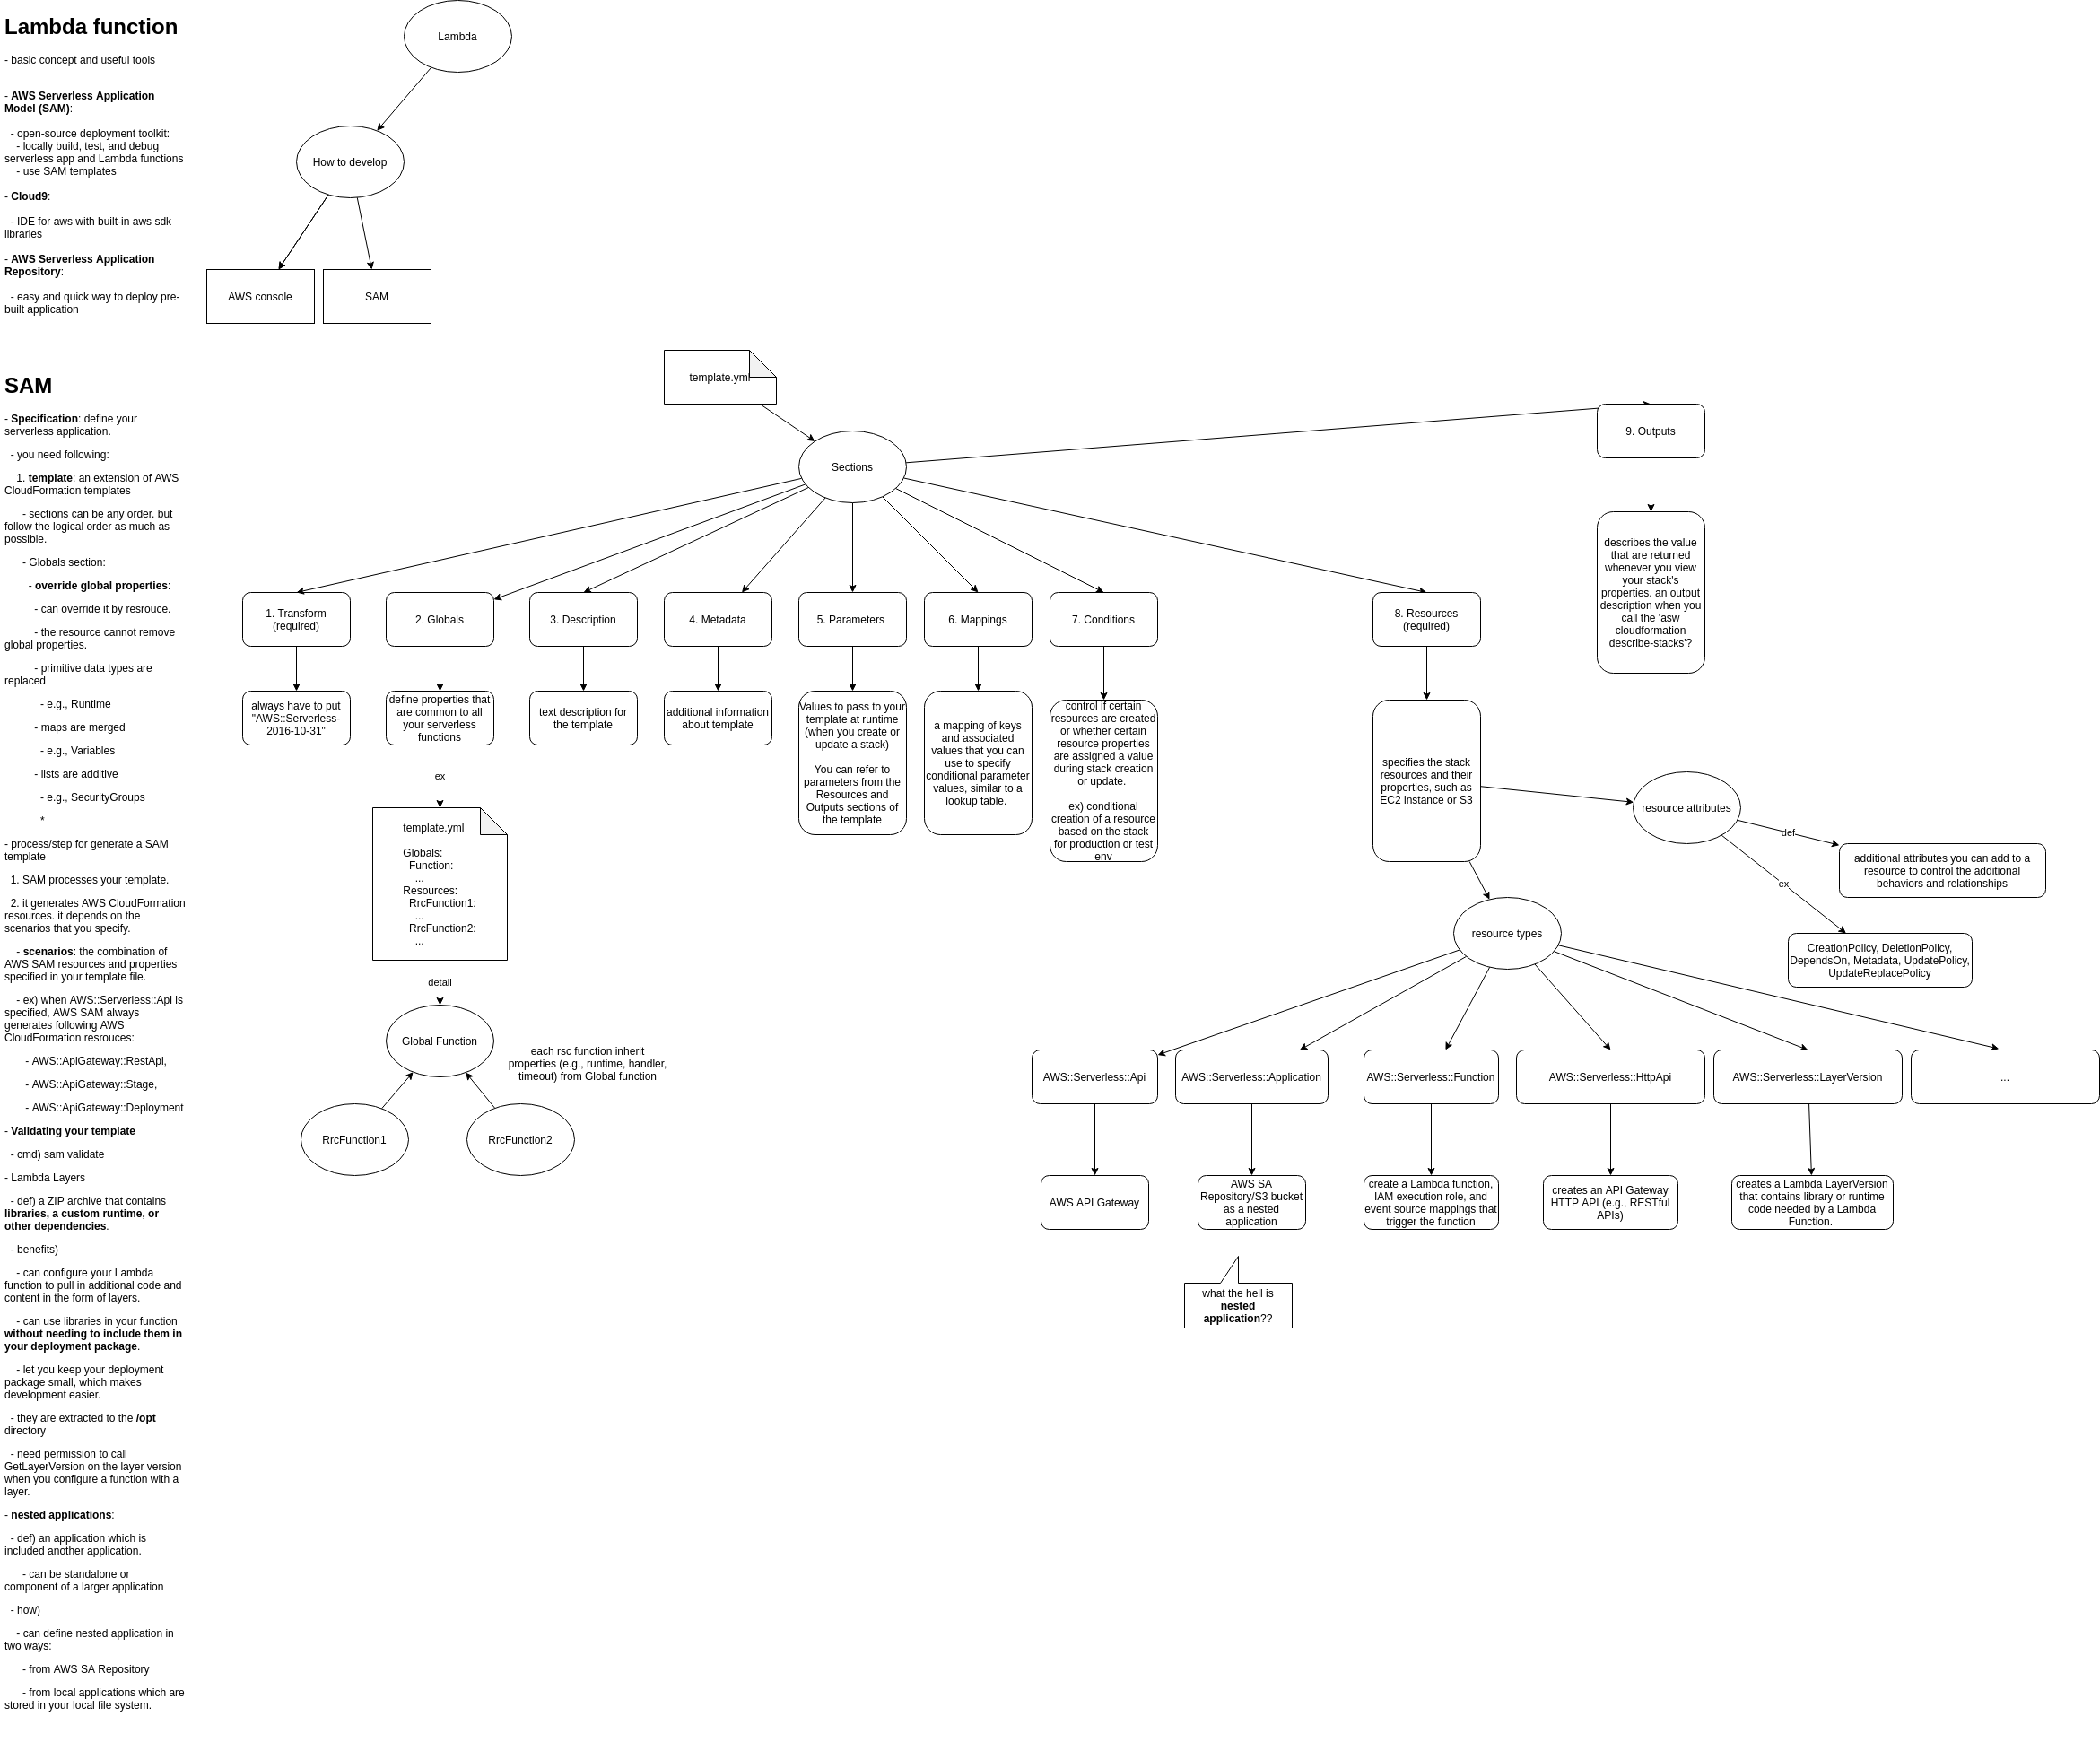 Lambda function
- basic concept and useful tools
- AWS Serverless Application
Model (SAM):
- open-source deployment toolkit:
- locally build, test, and debug
serverless app and Lambda functions
- use SAM templates
- Cloud9:
- IDE for aws with built-in aws sdk
libraries
- AWS Serverless Application
Repository:
- easy and quick way to deploy pre-
built application
Lambda
How to develop
AWS console
SAM
SAM
- Specification: define your
serverless application.
- you need following:
1. template: an extension of AWS
CloudFormation templates
- sections can be any order. but
follow the logical order as much as
possible.
- Globals section:
- override global properties:
- can override it by resrouce.
- the resource cannot remove
global properties.
- primitive data types are
replaced
- e.g., Runtime
- maps are merged
- e.g., Variables
- lists are additive
- e.g., SecurityGroups
*
- process/step for generate a SAM
template
1. SAM processes your template.
2. it generates AWS CloudFormation
resources. it depends on the
scenarios that you specify.
- scenarios: the combination of
AWS SAM resources and properties
specified in your template file.
- ex) when AWS::Serverless::Api is
specified, AWS SAM always
generates following AWS
CloudFormation resrouces:
- AWS::ApiGateway::RestApi,
- AWS::ApiGateway::Stage,
- AWS::ApiGateway::Deployment
- Validating your template
- cmd) sam validate
- Lambda Layers
- def) a ZIP archive that contains
libraries, a custom runtime, or
other dependencies.
- benefits)
- can configure your Lambda
function to pull in additional code and
content in the form of layers.
- can use libraries in your function
without needing to include them in
your deployment package.
- let you keep your deployment
package small, which makes
development easier.
- they are extracted to the /opt
directory
- need permission to call
GetLayerVersion on the layer version
when you configure a function with a
layer.
- nested applications:
- def) an application which is
included another application.
- can be standalone or
component of a larger application
- how)
- can define nested application in
two ways:
- from AWS SA Repository
- from local applications which are
stored in your local file system.
template.yml
Sections
1. Transform
(required)
always have to put
"AWS::Serverless-
2016-10-31"
2. Globals
define properties that
are common to all
your serverless
functions
ex
template.yml
Globals:
Function:
...
Resources:
RrcFunction1:
...
RrcFunction2:
...
detail
Global Function
each rsc function inherit
properties (e.g., runtime, handler,
timeout) from Global function
RrcFunction1
RrcFunction2
3. Description
text description for
the template
4. Metadata
additional information
about template
5. Parameters
Values to pass to your
template at runtime
(when you create or
update a stack)
You can refer to
parameters from the
Resources and
Outputs sections of
the template
6. Mappings
a mapping of keys
and associated
values that you can
use to specify
conditional parameter
values, similar to a
lookup table.
7. Conditions
control if certain
resources are created
or whether certain
resource properties
are assigned a value
during stack creation
or update.
ex) conditional
creation of a resource
based on the stack
for production or test
env
8. Resources
(required)
specifies the stack
resources and their
properties, such as
EC2 instance or S3
9. Outputs
describes the value
that are returned
whenever you view
your stack's
properties. an output
description when you
call the 'asw
cloudformation
describe-stacks'?
resource attributes
def
additional attributes you can add to a
resource to control the additional
behaviors and relationships
ex
CreationPolicy, DeletionPolicy,
DependsOn, Metadata, UpdatePolicy,
UpdateReplacePolicy
resource types
AWS::Serverless::Api
AWS API Gateway
AWS::Serverless::Application
AWS SA
Repository/S3 bucket
as a nested
application
what the hell is
nested
application??
AWS::Serverless::Function
create a Lambda function,
IAM execution role, and
event source mappings that
trigger the function
AWS::Serverless::HttpApi
creates an API Gateway
HTTP API (e.g., RESTful
APIs)
AWS::Serverless::LayerVersion
creates a Lambda LayerVersion
that contains library or runtime
code needed by a Lambda
Function.
...